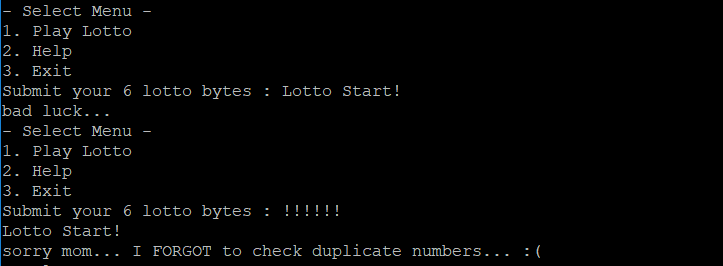 - Select Menu -
1. Play Lotto
2. Help
3. Exit
Submit your 6 lotto bytes : Lotto Start!
bad luck...
- Select Menu -
1. Play Lotto
2. Help
3. Exit
Submit your 6 lotto bytes : !!!!!!
Lotto Start!
sorry mom... I FORGOT to check duplicate numbers... :(